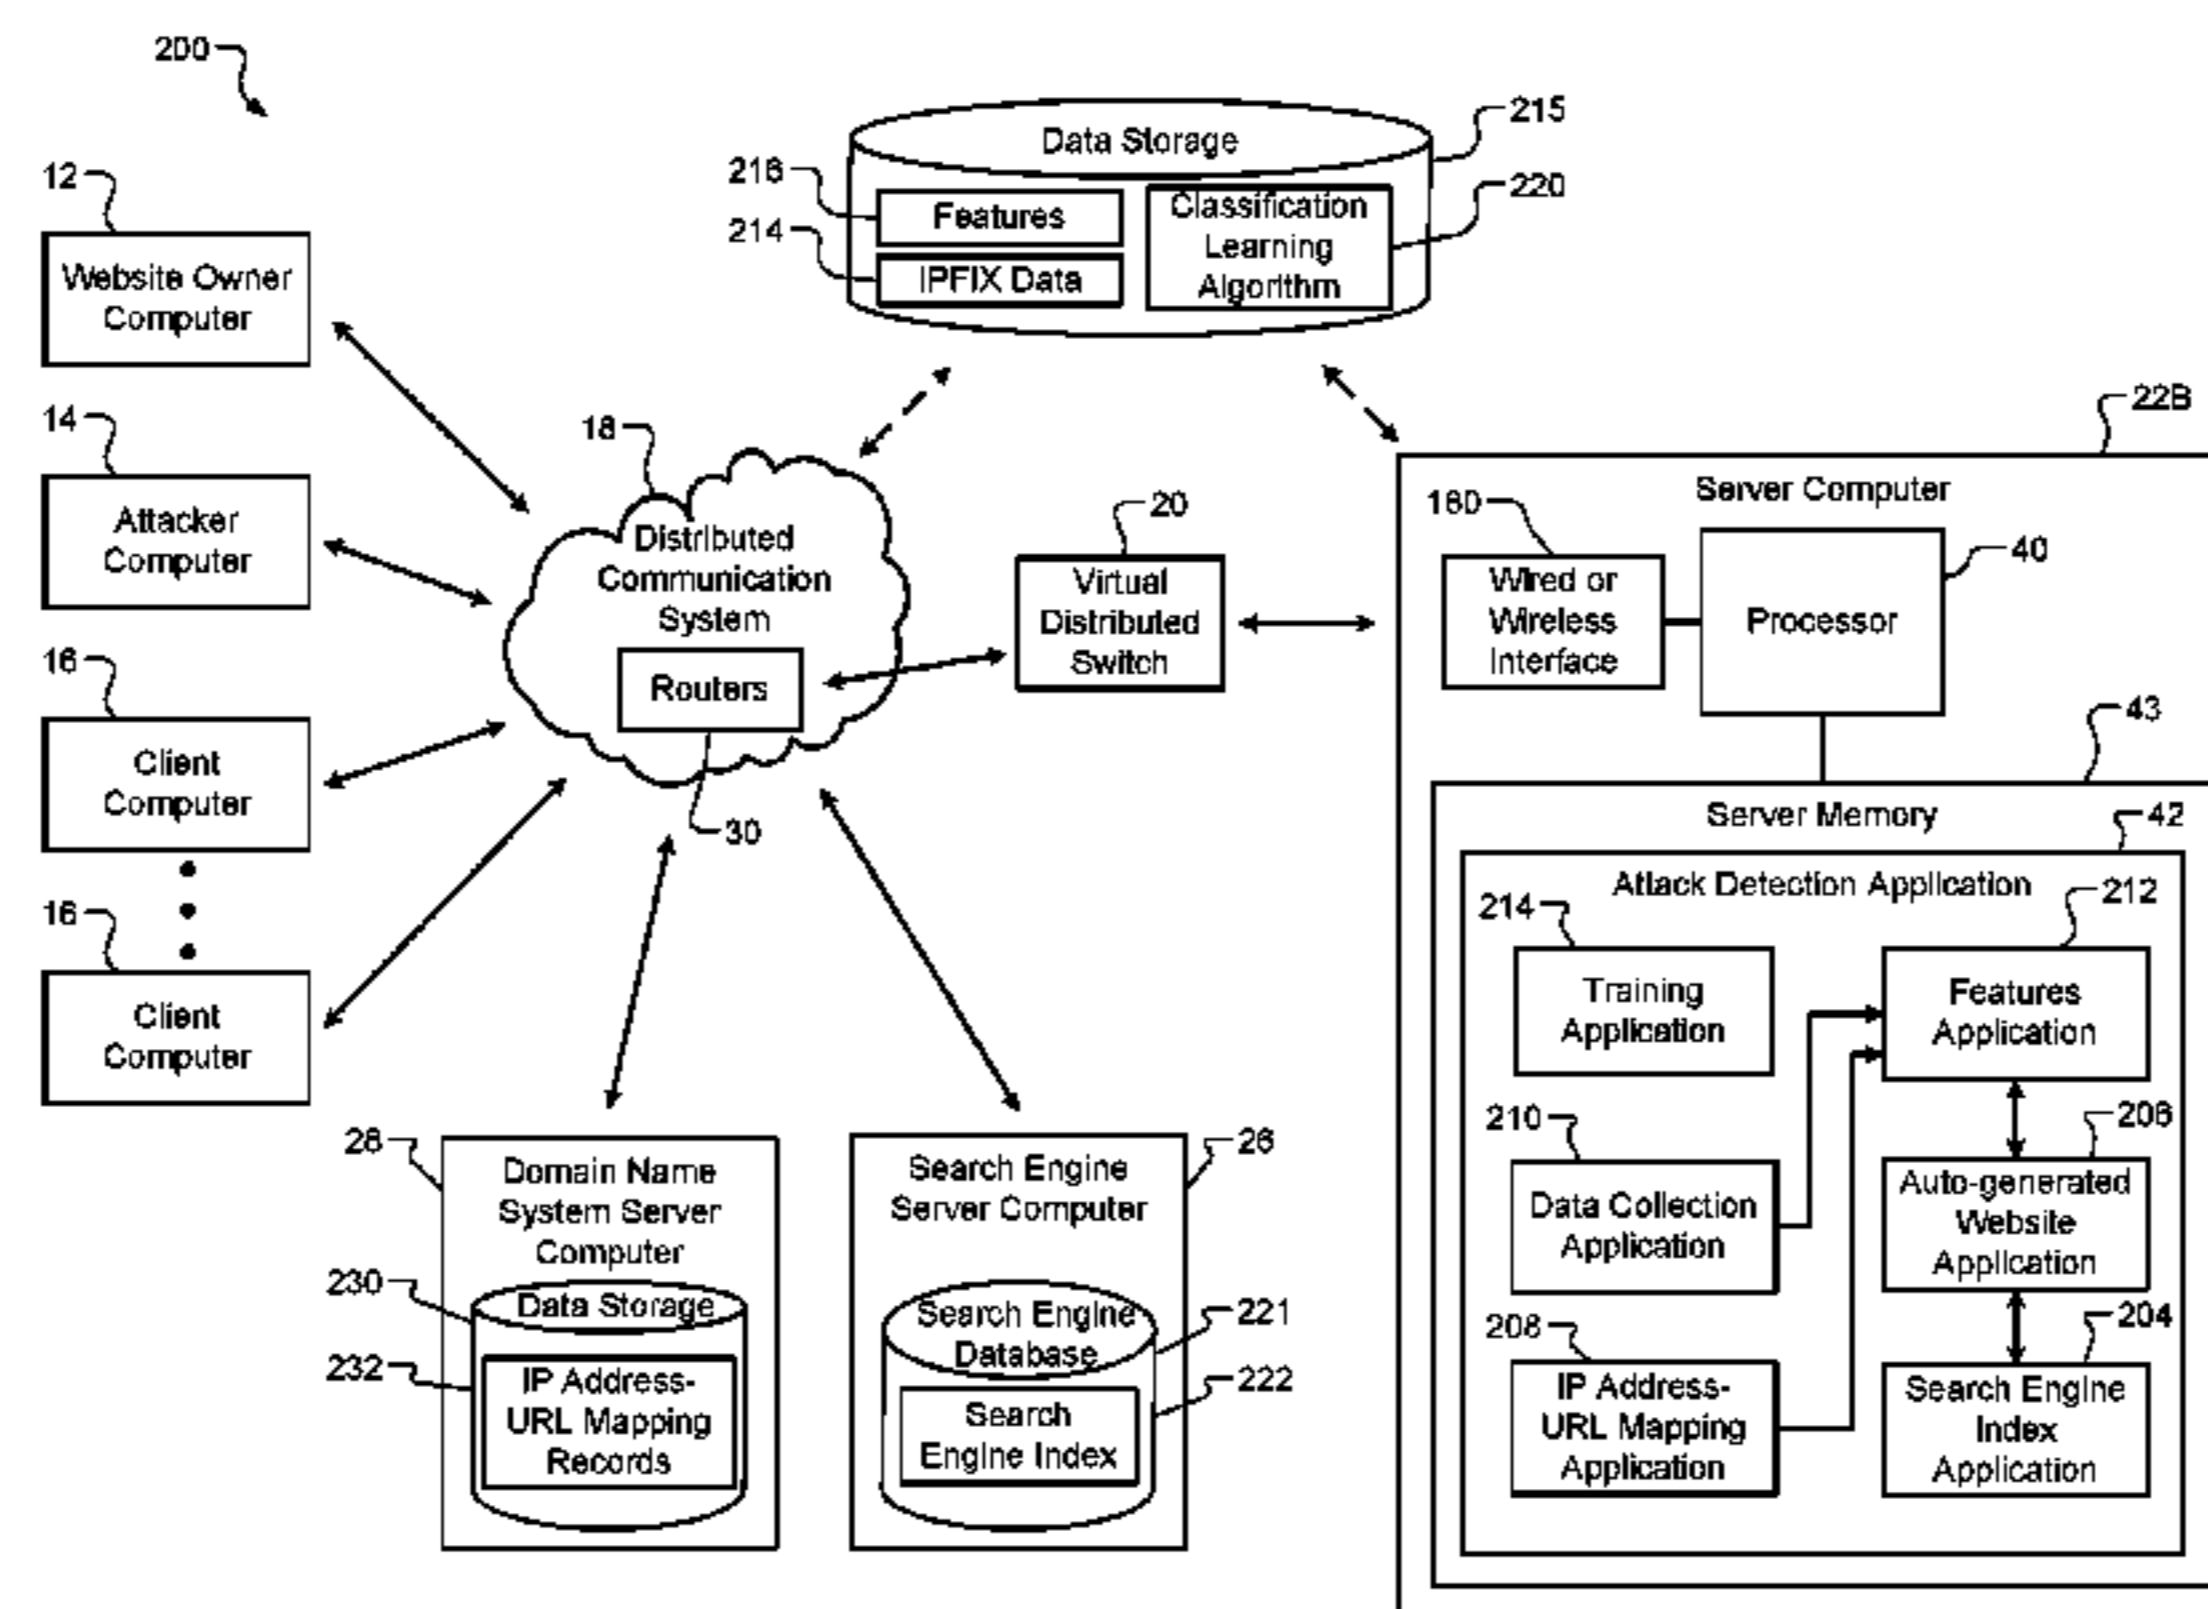 200
12
Website Owner
Computer
14
Attacker
Computer
16
Client
Computer
16
Client
Computer
Data Storage
215
216
Features
214
IPFIX Data
Classification
Learning
Algorithm
220
18
Distributed
Communication
System
Routers
30
20
Virtual
Distributed
Switch
22B
Server Computer
160
Wired or
Wireless
Interface
40
Processor
43
Server Memory
42
Attack Detection Application
214
Training
Application
212
Features
Application
210
Data Collection
Application
206
Auto-generated
Website
Application
208
IP Address-
URL Mapping
Application
204
Search Engine
Index
Application
28
Domain Name
System Server
Computer
230
Data Storage
232
IP Address-
URL Mapping
Records
26
Search Engine
Server Computer
Search Engine
Database
221
222
Search
Engine Index